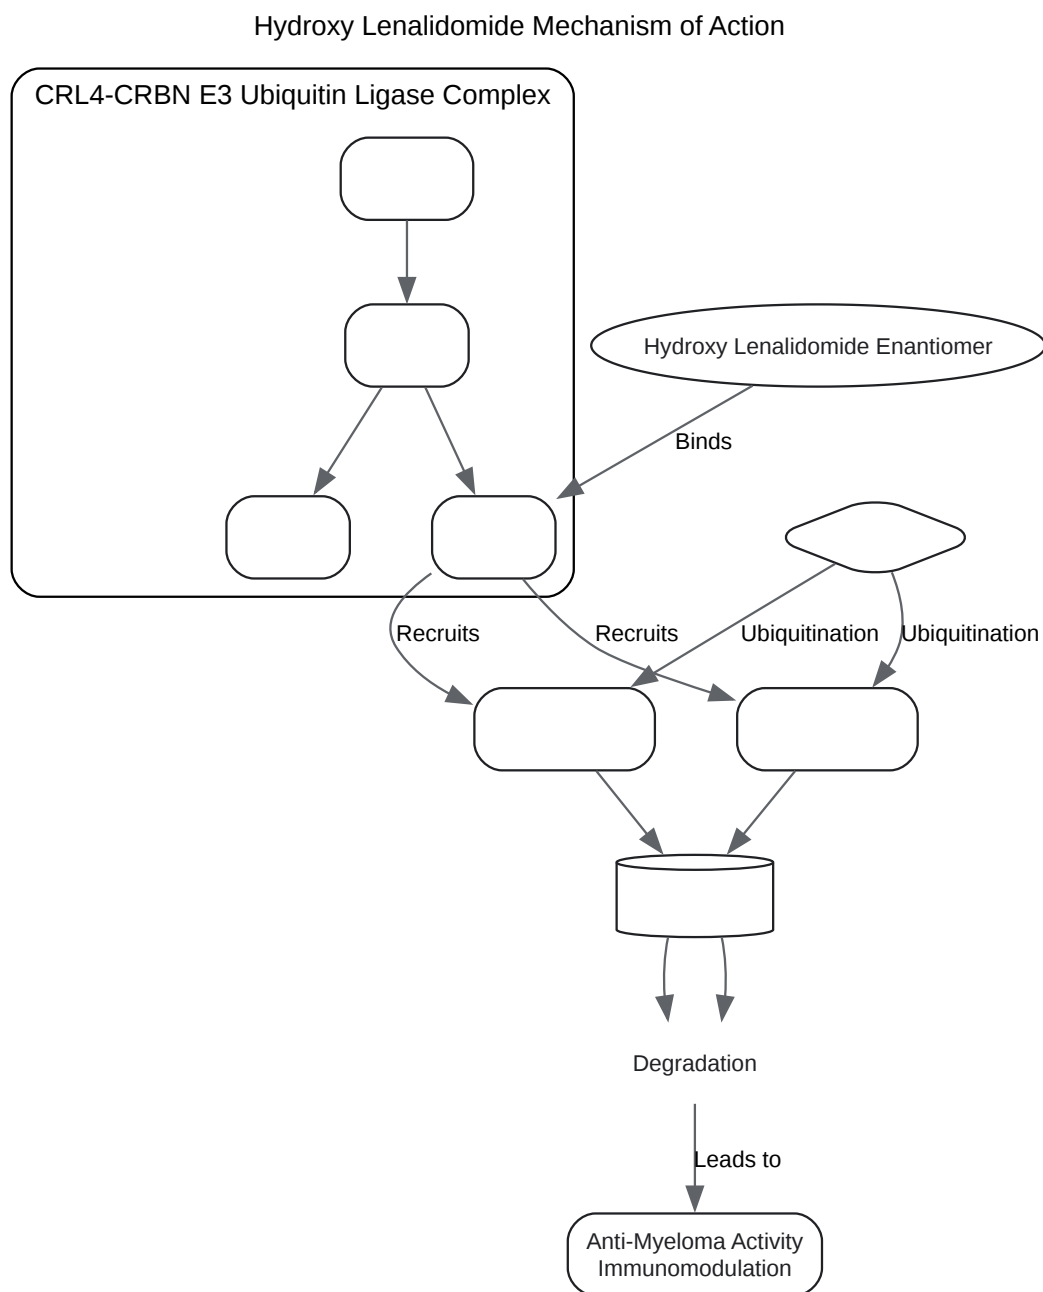 Hydroxy Lenalidomide Mechanism of Action
CRL4-CRBN E3 Ubiquitin Ligase Complex
Hydroxy Lenalidomide Enantiomer
Binds
Recruits
Recruits
Ubiquitination
Ubiquitination
Degradation
Leads to
Anti-Myeloma Activity
Immunomodulation